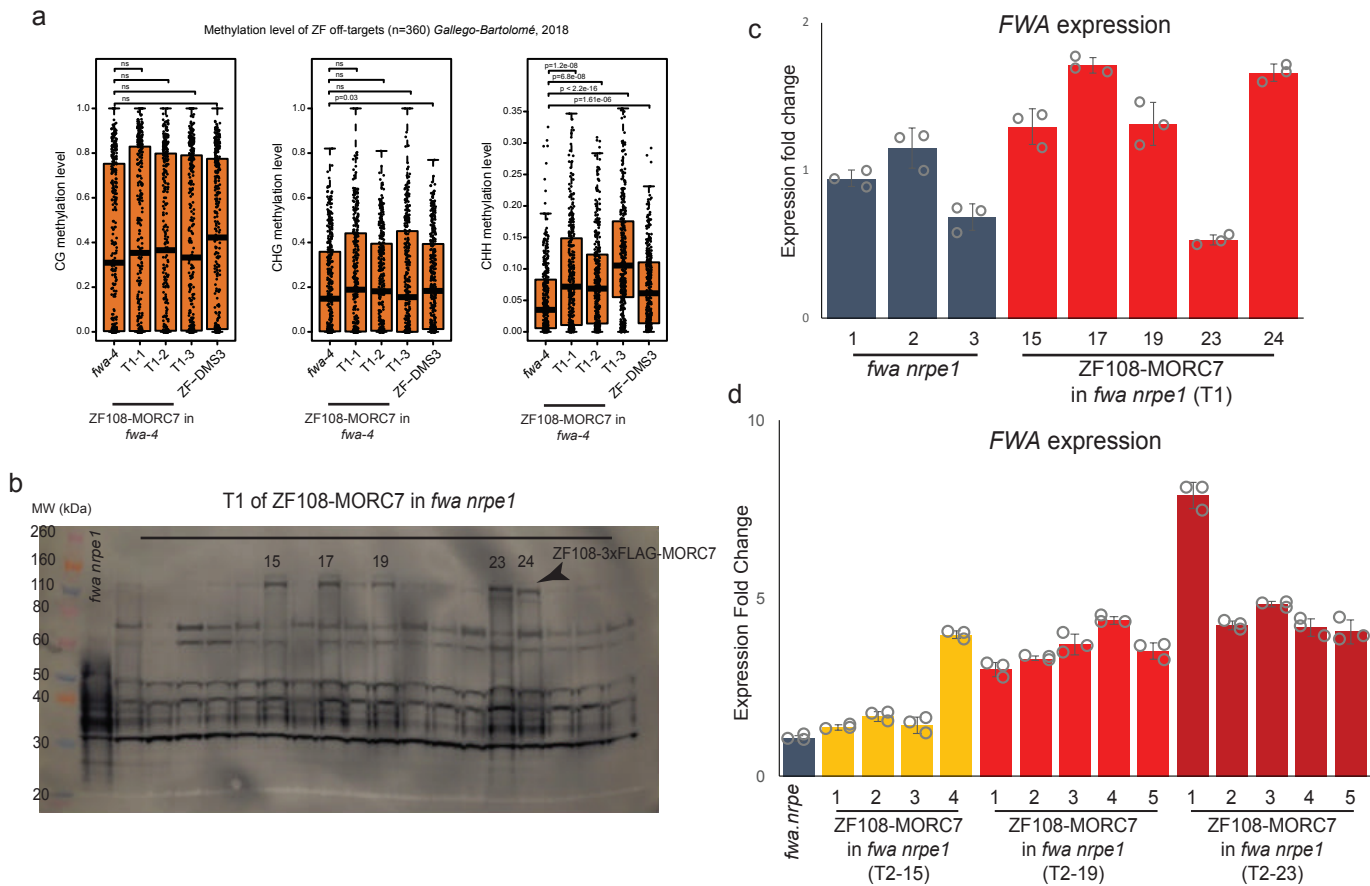 a
Methylation level of ZF off-targets (n=360) Gallego-Bartolomé, 2018
ns
ns
ns
ns
CG methylation level
1.0
0.8
0.6
0.4
0.2
0.0
fwa-4
T1-1
T1-2
T1-3
ZF-DMS3
ZF108-MORC7 in
fwa-4
ns
ns
ns
p=0.03
CHG methylation level
1.0
0.8
0.6
0.4
0.2
0.0
fwa-4
T1-1
T1-2
T1-3
ZF-DMS3
ZF108-MORC7 in
fwa-4
p=1.2e-08
p=6.8e-08
p < 2.2e-16
p=1.61e-06
CHH methylation level
0.35
0.30
0.25
0.20
0.15
0.10
0.05
0.00
fwa-4
T1-1
T1-2
T1-3
ZF-DMS3
ZF108-MORC7 in
fwa-4
b
T1 of ZF108-MORC7 in fwa nrpe1
MW (kDa)
260
160
110
80
60
50
40
30
20
fwa nrpe1
15 17 19 23 24
ZF108-3xFLAG-MORC7
c
FWA expression
Expression fold change
2
1
0
1 2 3 15 17 19 23 24
fwa nrpe1
ZF108-MORC7
in fwa nrpe1 (T1)
d
FWA expression
Expression Fold Change
10
5
0
fwa.nrpe
1 2 3 4 1 2 3 4 5 1 2 3 4 5
ZF108-MORC7
in fwa nrpe1
(T2-15)
ZF108-MORC7
in fwa nrpe1
(T2-19)
ZF108-MORC7
in fwa nrpe1
(T2-23)